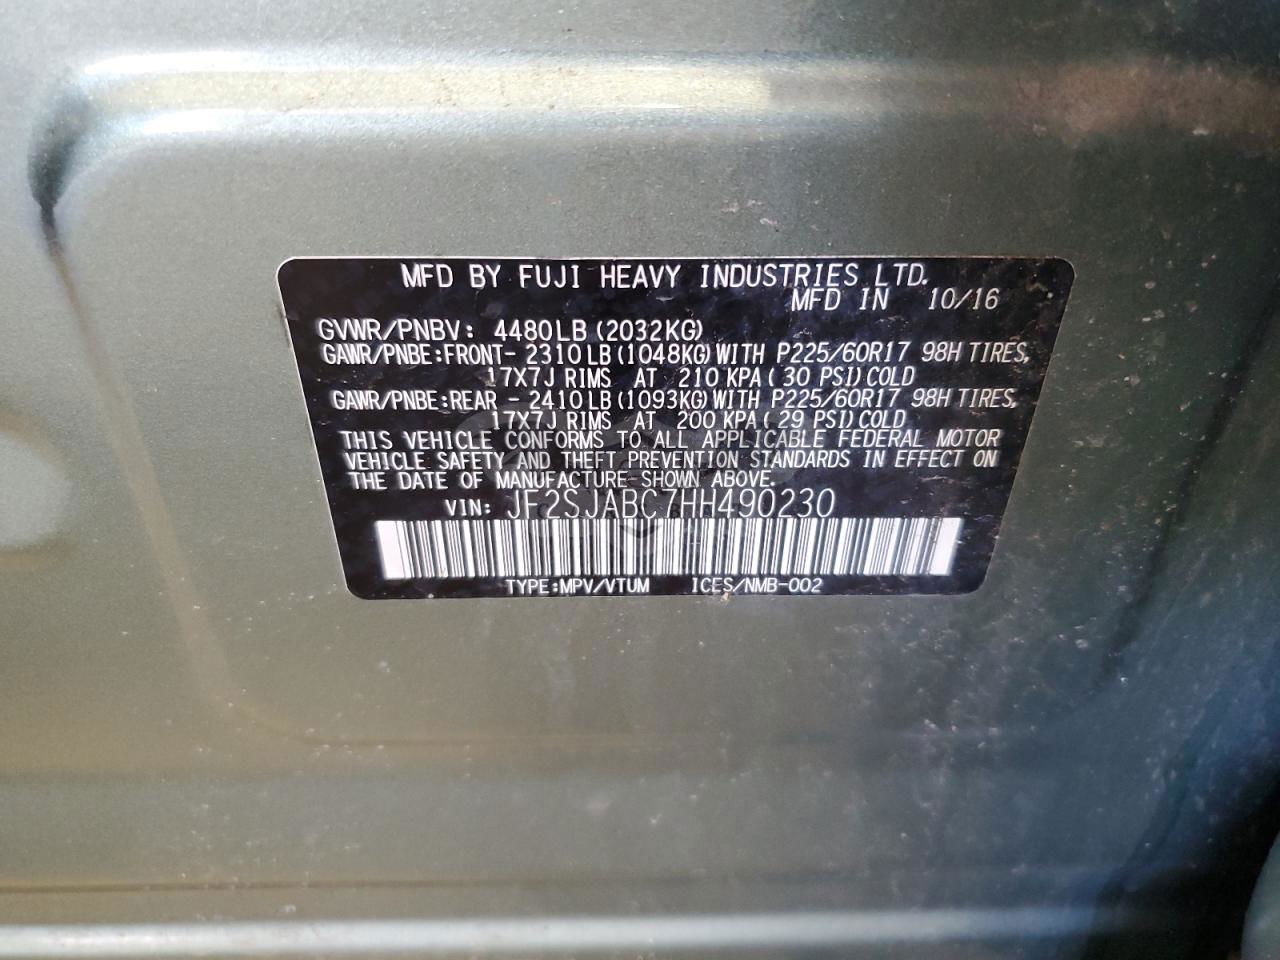 MFD BY FUJI HEAVY INDUSTRIES LTD.
MFD IN 10/16
GVWR/PNBV: 4480LB (2032KG)
GAWR/PNBE:FRONT- 2310LB(1048KG)WITH P225/60R17 98H TIRES,
17X7J RIMS AT 210 KPA( 30 PSI)COLD
GAWR/PNBE:REAR - 2410LB(1093KG)WITH P225/60R17 98H TIRES,
17X7J RIMS AT 200 KPA( 29 PSI)COLD
THIS VEHICLE CONFORMS TO ALL APPLICABLE FEDERAL MOTOR
VEHICLE SAFETY AND THEFT PREVENTION STANDARDS IN EFFECT ON
THE DATE OF MANUFACTURE SHOWN ABOVE.
VIN: JF2SJABC7HH490230
TYPE:MPV/VTUM ICES/NMB-002